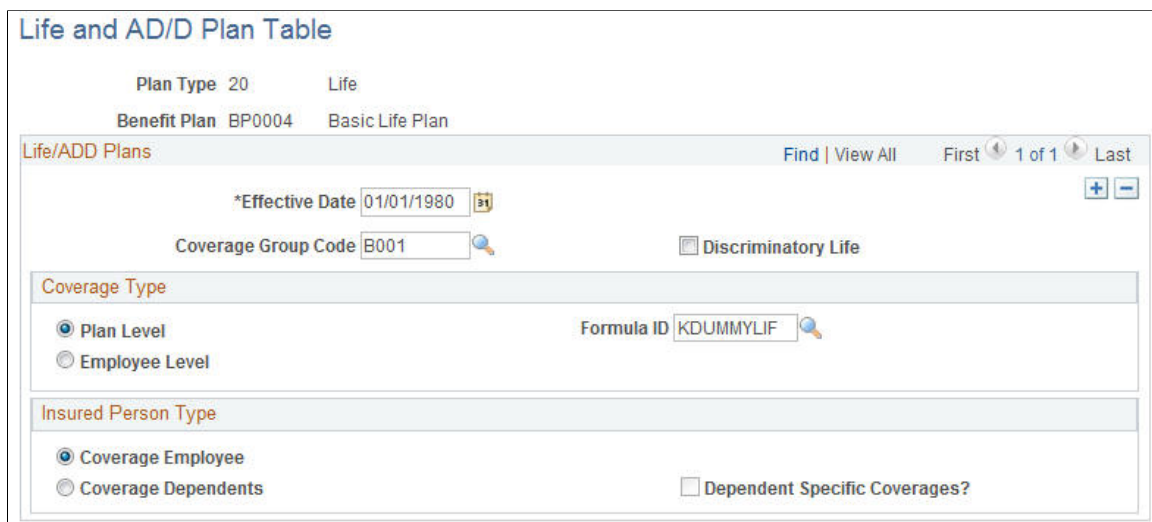 Life and AD/D Plan Table
Plan Type 20 Life
Benefit Plan BP0004 Basic Life Plan
Life/ADD Plans Find | View All First 1 of 1 Last
*Effective Date 01/01/1980 31
Coverage Group Code B001 Discriminatory Life
Coverage Type
Plan Level Formula ID KDUMMYLIF
Employee Level
Insured Person Type
Coverage Employee
Coverage Dependents Dependent Specific Coverages?